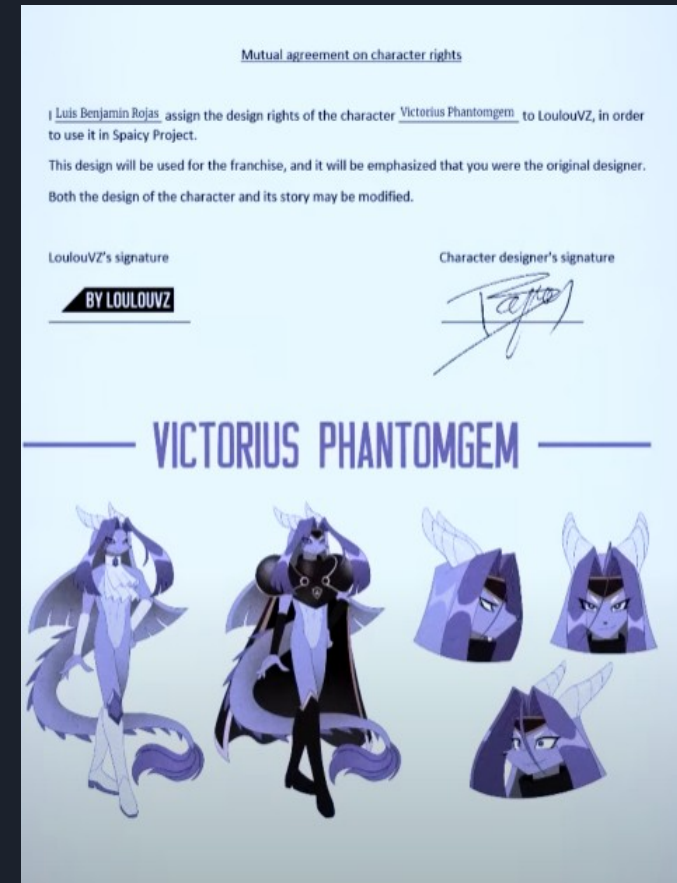 Mutual agreement on character rights
I Luis Benjamin Rojas assign the design rights of the character Victorius Phantomgem to LoulouVZ, in order
to use it in Spaicy Project.
This design will be used for the franchise, and it will be emphasized that you were the original designer.
Both the design of the character and its story may be modified.
LoulouVZ's signature
Character designer's signature
BY LOULOUVZ
VICTORIUS PHANTOMGEM